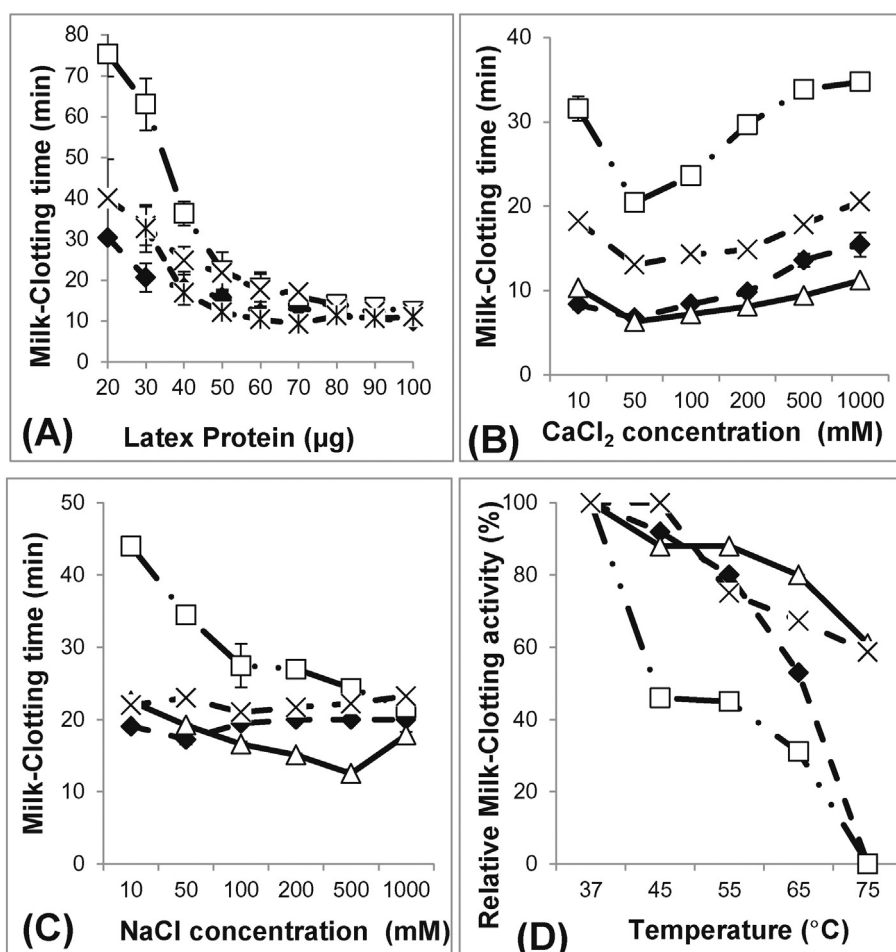 80
70
60
50
40
30
20
10
0
Milk-Clotting time (min)
20 30 40 50 60 70 80 90 100
(A) Latex Protein (µg)
40
30
20
10
0
Milk-Clotting time (min)
10 50 100 200 500 1000
(B) CaCl₂ concentration (mM)
50
40
30
20
10
0
Milk-Clotting time (min)
10 50 100 200 500 1000
(C) NaCl concentration (mM)
100
80
60
40
20
0
Relative Milk-Clotting activity (%)
37 45 55 65 75
(D) Temperature (°C)